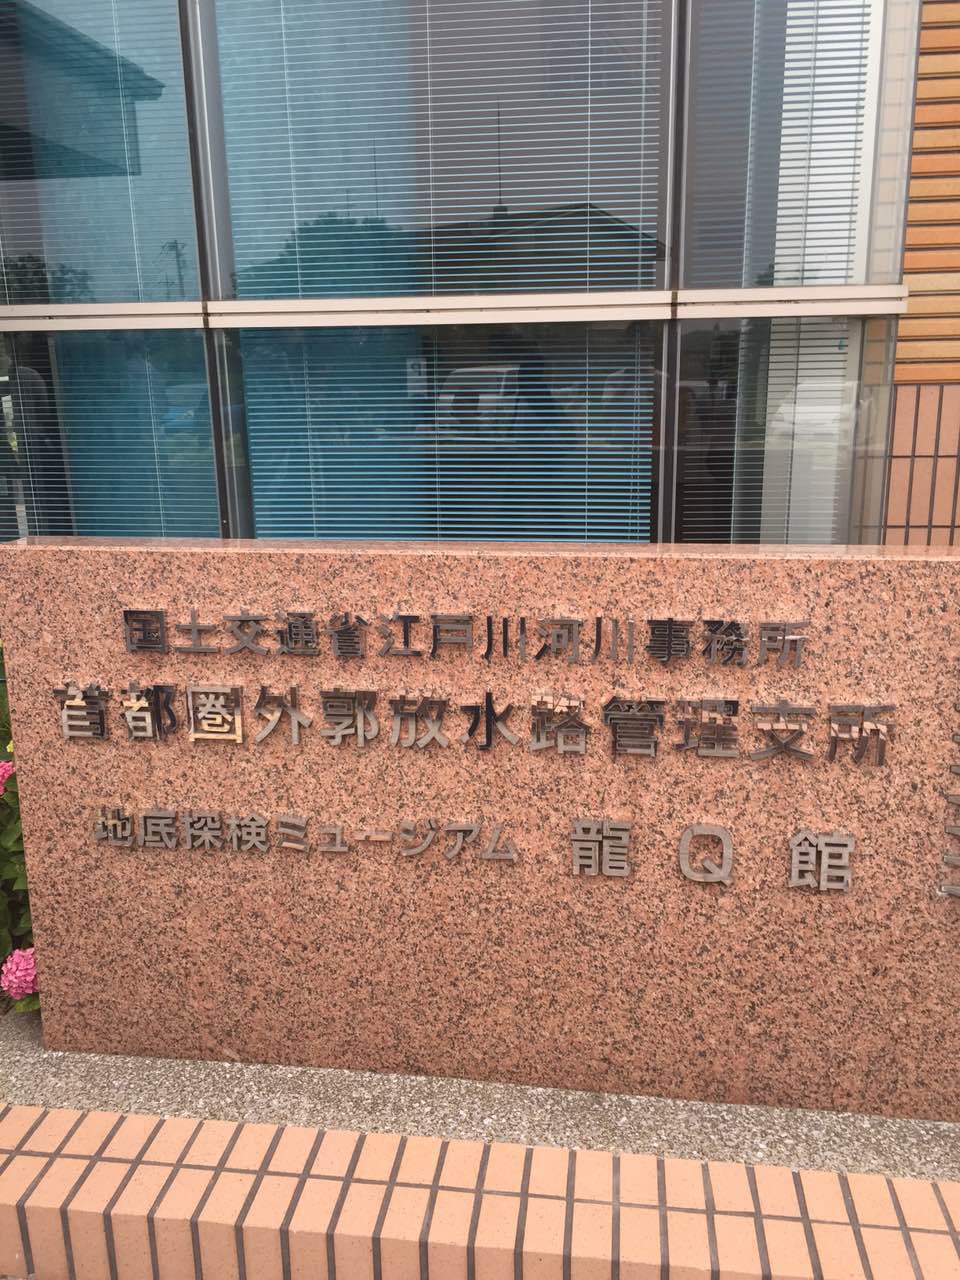 国土交通省江戸川河川事務所
首都圏外郭放水路管理支所
地底探検ミュージアム 龍Q館